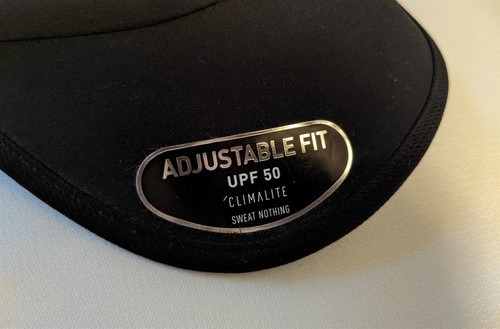 ADJUSTABLE FIT
UPF 50
CLIMALITE
SWEAT NOTHING